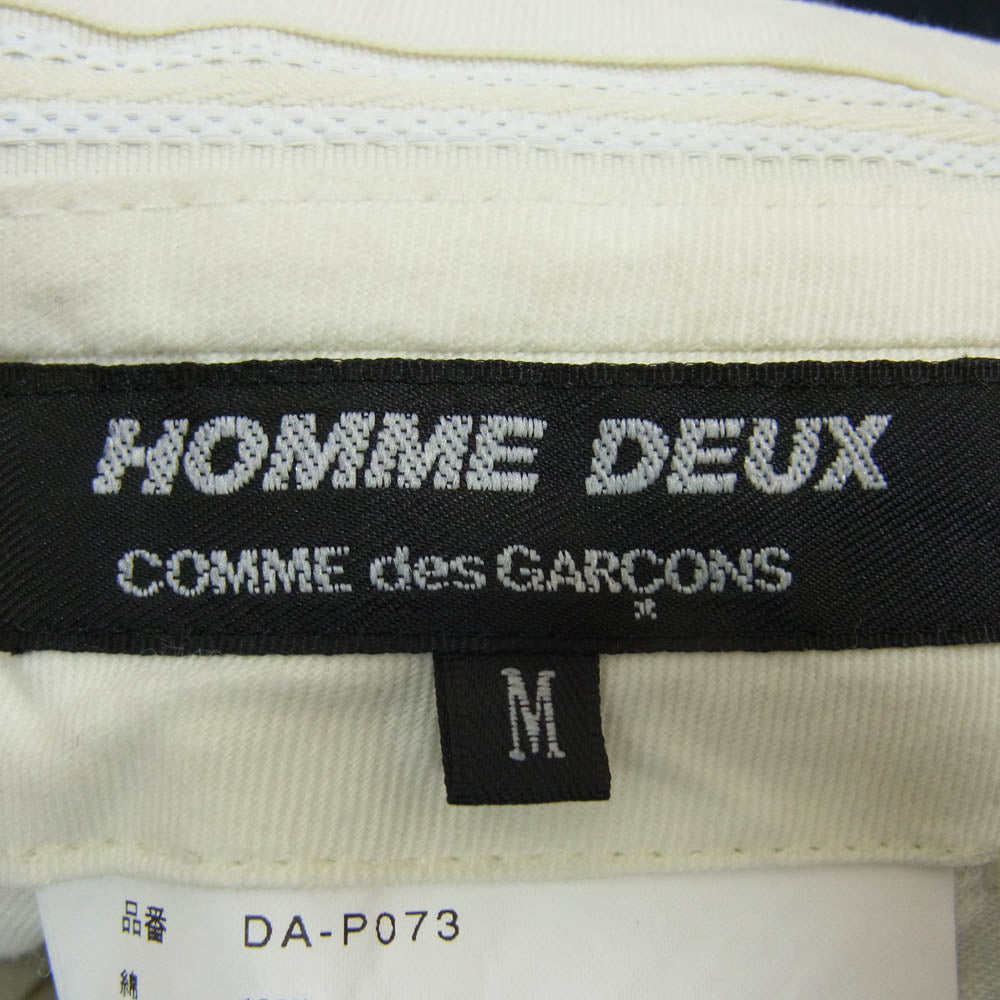 HOMME DEUX
COMME des GARÇONS
M
品番 DA-P073
綿